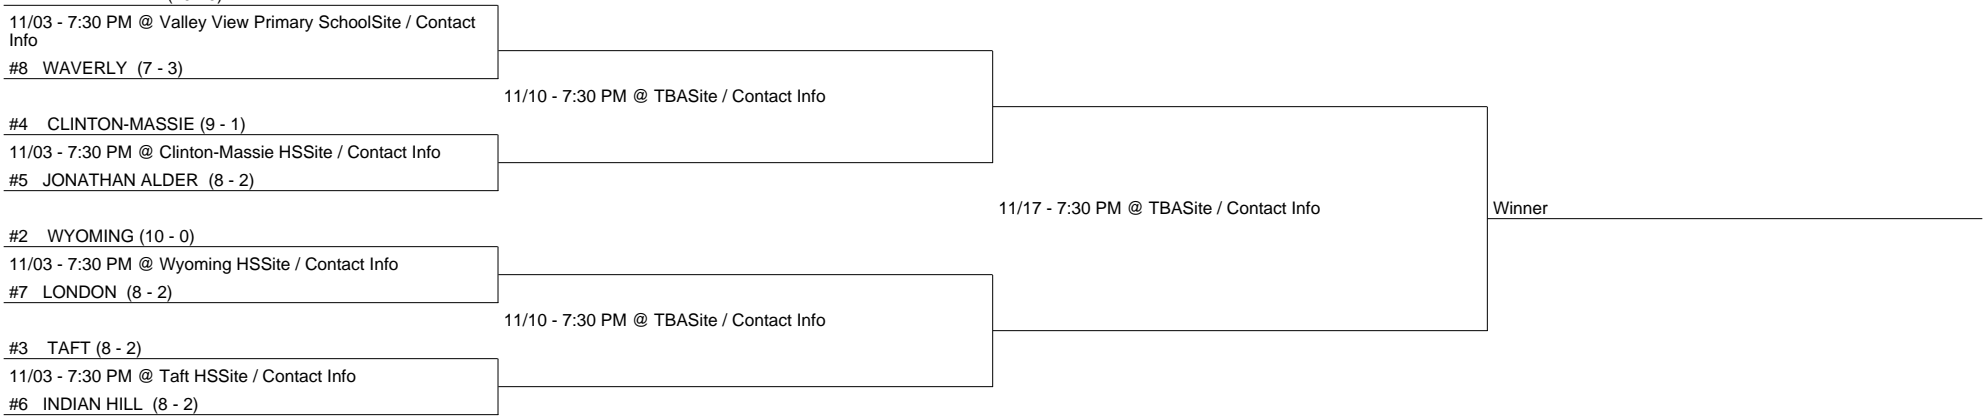 11/03 - 7:30 PM @ Valley View Primary SchoolSite / Contact
Info
#8 WAVERLY (7 - 3)
11/10 - 7:30 PM @ TBASite / Contact Info
#4 CLINTON-MASSIE (9 - 1)
11/03 - 7:30 PM @ Clinton-Massie HSSite / Contact Info
#5 JONATHAN ALDER (8 - 2)
11/17 - 7:30 PM @ TBASite / Contact Info
Winner
#2 WYOMING (10 - 0)
11/03 - 7:30 PM @ Wyoming HSSite / Contact Info
#7 LONDON (8 - 2)
11/10 - 7:30 PM @ TBASite / Contact Info
#3 TAFT (8 - 2)
11/03 - 7:30 PM @ Taft HSSite / Contact Info
#6 INDIAN HILL (8 - 2)